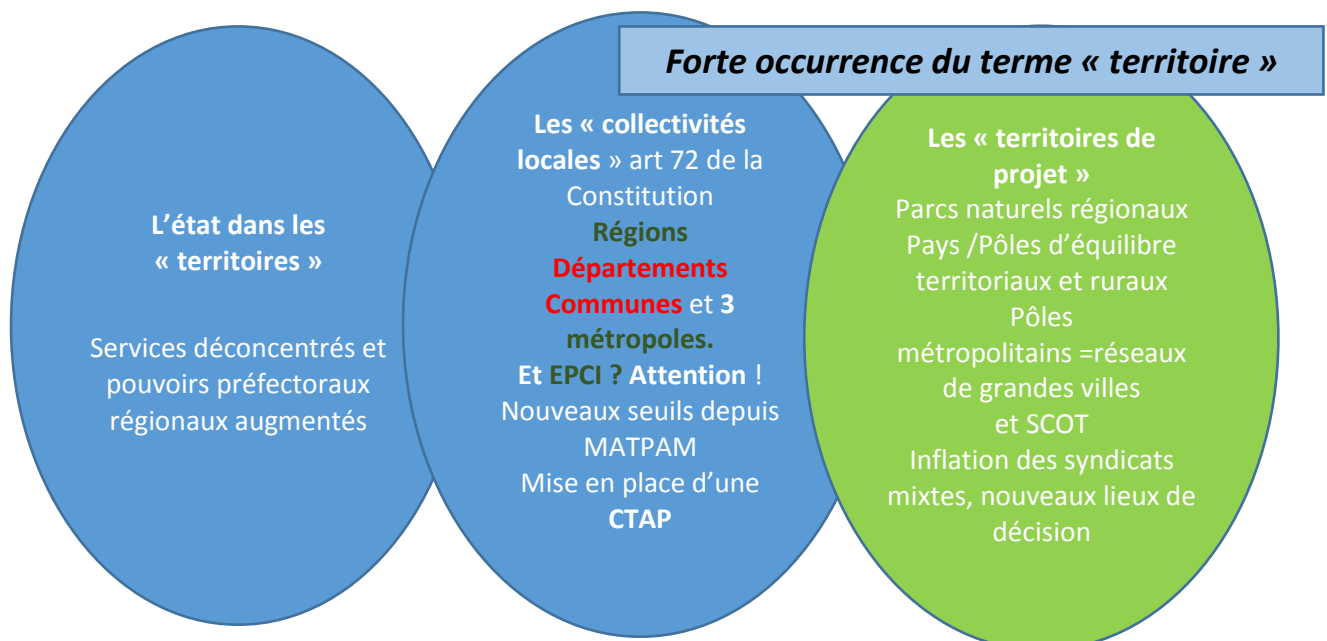 Forte occurrence du terme « territoire »
L’état dans les
« territoires »
Services déconcentrés et
pouvoirs préfectoraux
régionaux augmentés
Les « collectivités
locales » art 72 de la
Constitution
Régions
Départements
Communes et 3
métropoles.
Et EPCI ? Attention !
Nouveaux seuils depuis
MATPAM
Mise en place d’une
CTAP
Les « territoires de
projet »
Parcs naturels régionaux
Pays /Pôles d’équilibre
territoriaux et ruraux
Pôles
métropolitains =réseaux
de grandes villes
et SCOT
Inflation des syndicats
mixtes, nouveaux lieux de
décision